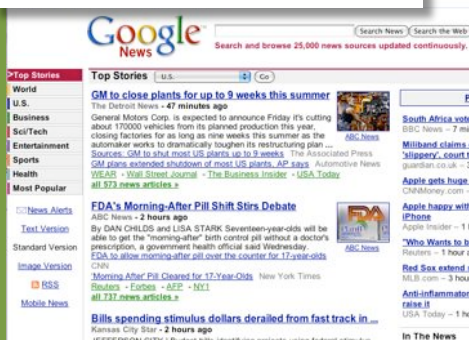 Google
News
Search News
Search the Web
Search and browse 25,000 news sources updated continuously.
>Top Stories
World
U.S.
Business
Sci/Tech
Entertainment
Sports
Health
Most Popular
News Alerts
Text Version
Standard Version
Image Version
RSS
Mobile News
Top Stories U.S. Go
GM to close plants for up to 9 weeks this summer
The Detroit News - 47 minutes ago
General Motors Corp. is expected to announce Friday it's cutting
about 170000 vehicles from its planned production this year,
closing factories for as long as nine weeks this summer as the
automaker works to dramatically toughen its restructuring plan ...
Sources: GM to shut most US plants up to 9 weeks The Associated Press
GM plans extended shutdown of most plants, AP says Automotive News
WEAR - Wall Street Journal - The Business Insider - USA Today
all 573 news articles »
ABC News
FDA's Morning-After Pill Shift Stirs Debate
ABC News - 2 hours ago
By DAN CHILDS and LISA STARK Seventeen-year-olds will be
able to get the "morning-after" birth control pill without a doctor's
prescription, a government health official said Wednesday.
FDA to allow morning-after pill over the counter for 17-year-olds
CNN
'Morning After' Pill Cleared for 17-Year-Olds New York Times
Reuters - Forbes - AFP - NY1
all 737 news articles »
FDA
ABC News
Bills spending stimulus dollars derailed from fast track in ...
Kansas City Star - 2 hours ago
South Africa vote
BBC News - 7
Miliband claims
'slippery', court
guardian.co.uk -
Apple gets
CNNMoney.com -
Apple happy with
iPhone
Apple Insider - 1
"Who Wants to
Reuters - 1 hour
Red Sox extend
MLB.com - 3
Anti-inflammator
raise it
USA Today - 1
In The News